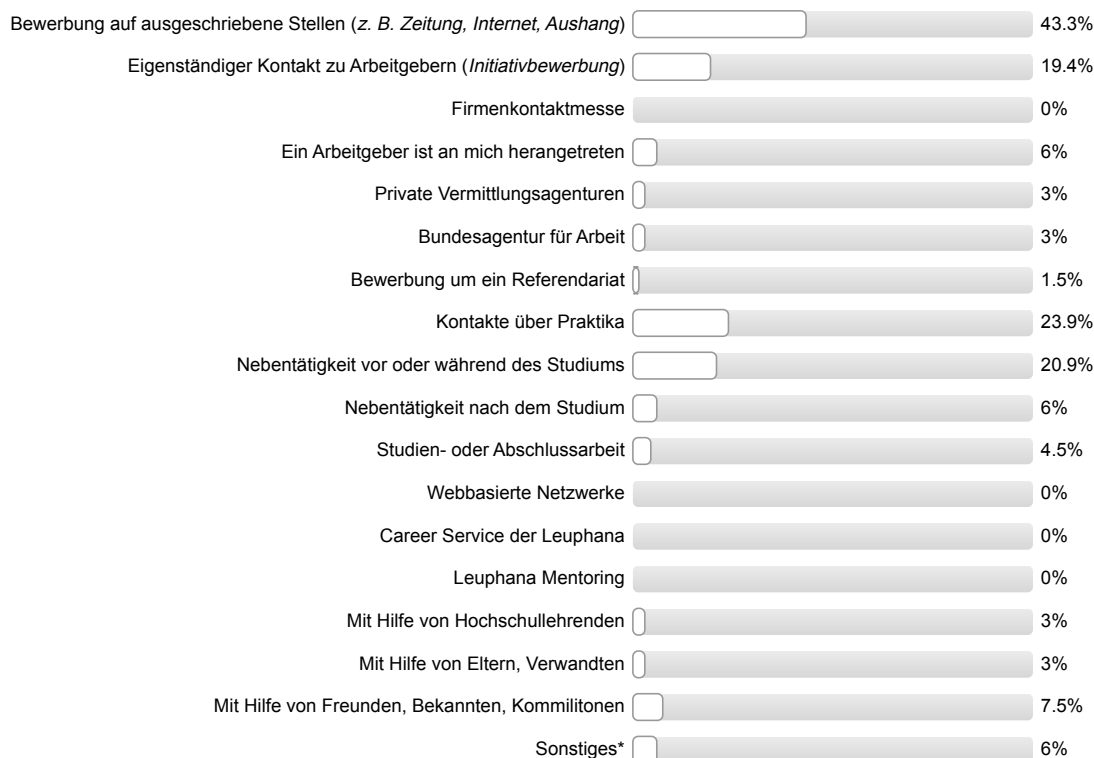 Bewerbung auf ausgeschriebene Stellen (z. B. Zeitung, Internet, Aushang) 43.3%
Eigenständiger Kontakt zu Arbeitgebern (Initiativbewerbung) 19.4%
Firmenkontaktmesse 0%
Ein Arbeitgeber ist an mich herangetreten 6%
Private Vermittlungsagenturen 3%
Bundesagentur für Arbeit 3%
Bewerbung um ein Referendariat 1.5%
Kontakte über Praktika 23.9%
Nebentätigkeit vor oder während des Studiums 20.9%
Nebentätigkeit nach dem Studium 6%
Studien- oder Abschlussarbeit 4.5%
Webbasierte Netzwerke 0%
Career Service der Leuphana 0%
Leuphana Mentoring 0%
Mit Hilfe von Hochschullehrenden 3%
Mit Hilfe von Eltern, Verwandten 3%
Mit Hilfe von Freunden, Bekannten, Kommilitonen 7.5%
Sonstiges* 6%